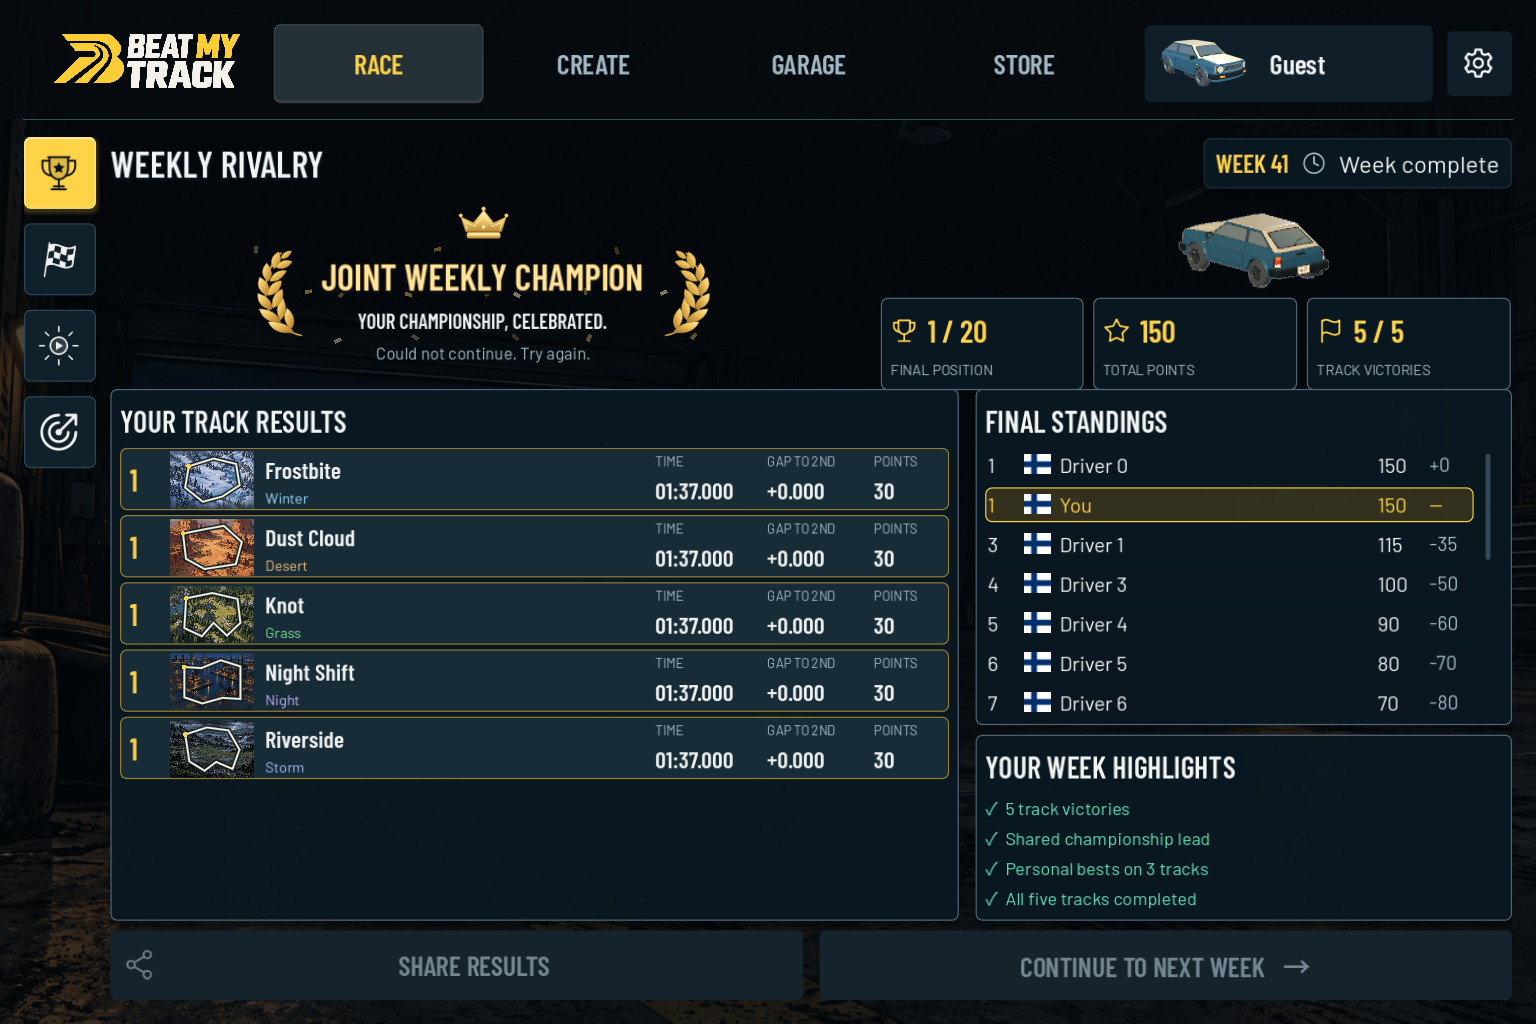 BEAT MY TRACK
RACE
CREATE
GARAGE
STORE
Guest
WEEKLY RIVALRY
WEEK 41 Week complete
JOINT WEEKLY CHAMPION
YOUR CHAMPIONSHIP, CELEBRATED.
Could not continue. Try again.
1 / 20
FINAL POSITION
150
TOTAL POINTS
5 / 5
TRACK VICTORIES
YOUR TRACK RESULTS
1 Frostbite Winter TIME 01:37.000 GAP TO 2ND +0.000 POINTS 30
1 Dust Cloud Desert TIME 01:37.000 GAP TO 2ND +0.000 POINTS 30
1 Knot Grass TIME 01:37.000 GAP TO 2ND +0.000 POINTS 30
1 Night Shift Night TIME 01:37.000 GAP TO 2ND +0.000 POINTS 30
1 Riverside Storm TIME 01:37.000 GAP TO 2ND +0.000 POINTS 30
FINAL STANDINGS
1 Driver 0 150 +0
1 You 150 –
3 Driver 1 115 -35
4 Driver 3 100 -50
5 Driver 4 90 -60
6 Driver 5 80 -70
7 Driver 6 70 -80
YOUR WEEK HIGHLIGHTS
✓ 5 track victories
✓ Shared championship lead
✓ Personal bests on 3 tracks
✓ All five tracks completed
SHARE RESULTS
CONTINUE TO NEXT WEEK →